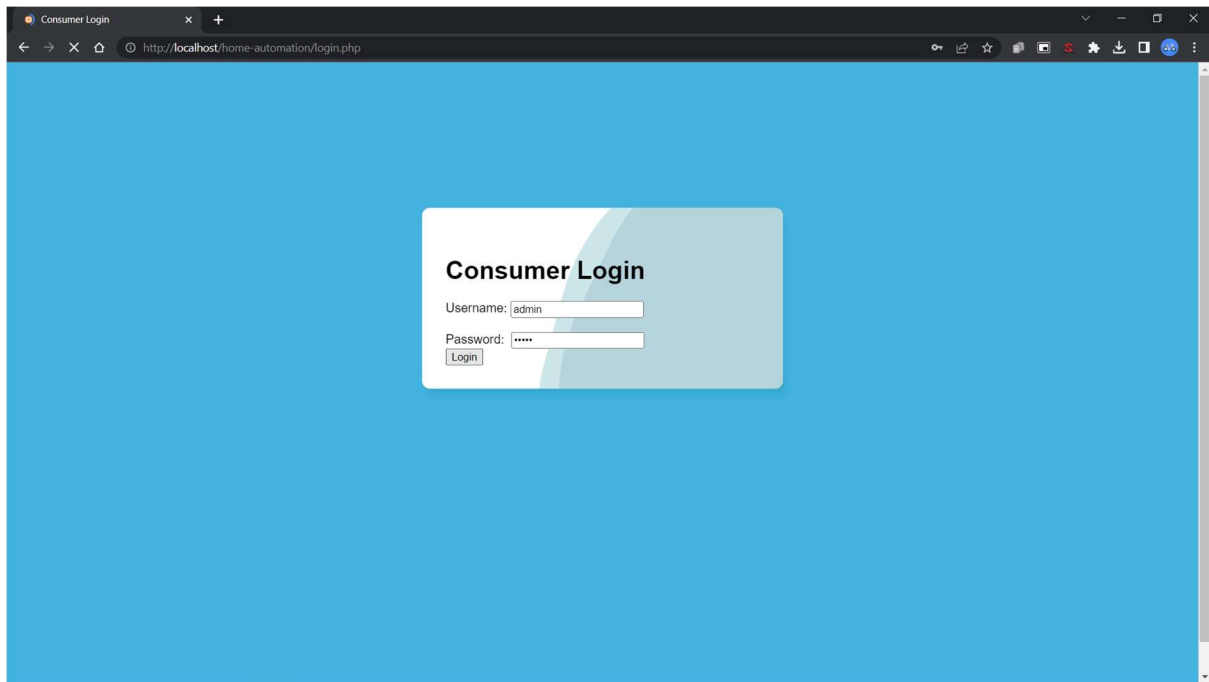 Consumer Login
http://localhost/home-automation/login.php
S
Consumer Login
Username: admin
Password: •••••
Login